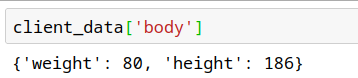 client_data['body']
{'weight': 80, 'height': 186}